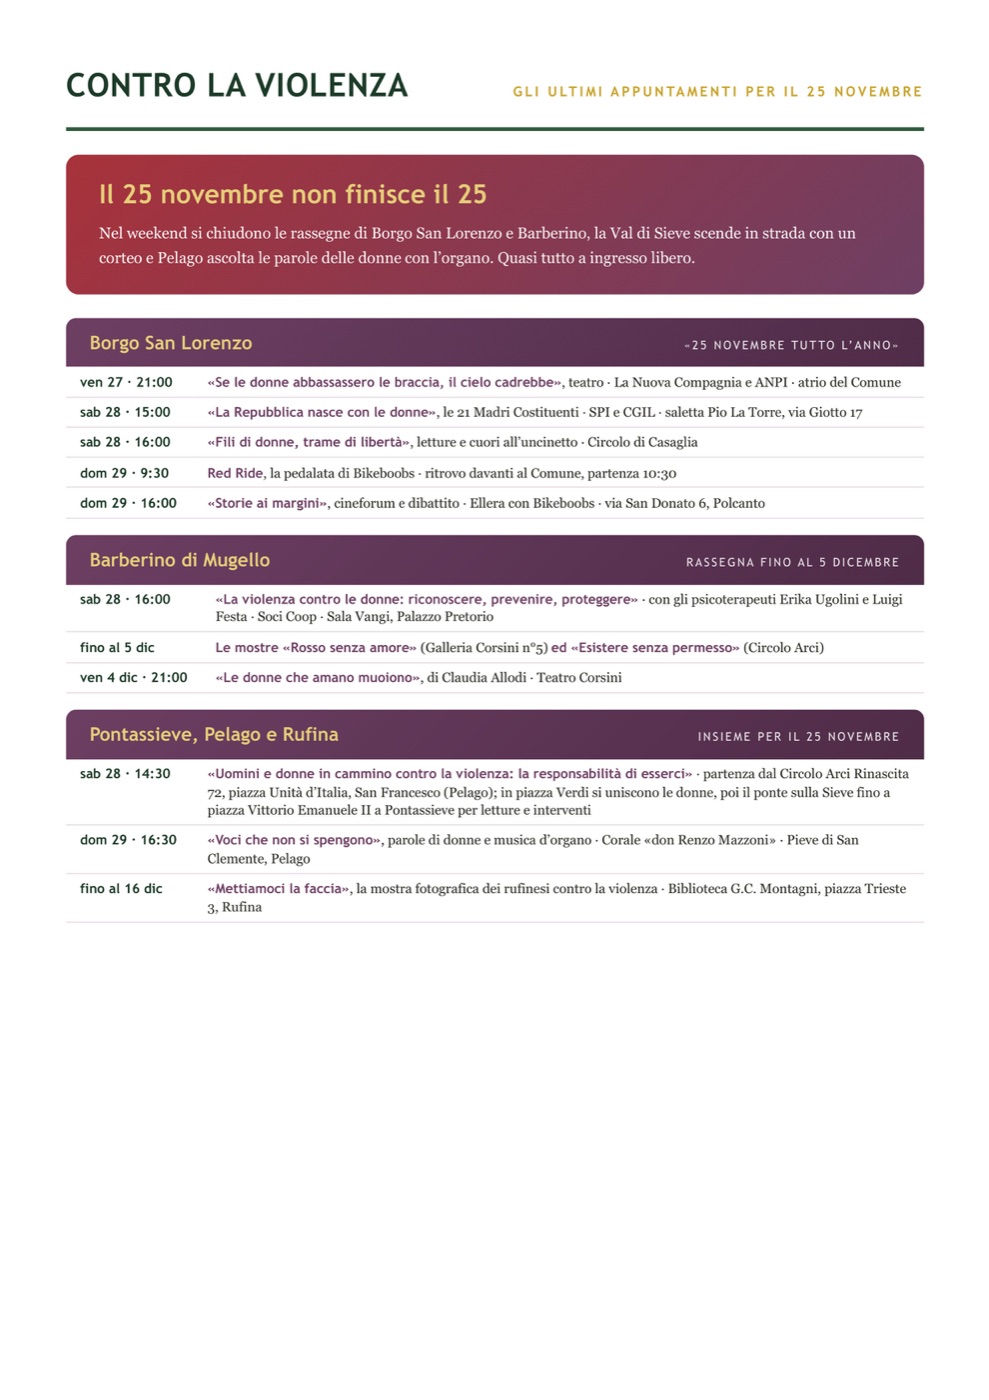 CONTRO LA VIOLENZA
GLI ULTIMI APPUNTAMENTI PER IL 25 NOVEMBRE
Il 25 novembre non finisce il 25
Nel weekend si chiudono le rassegne di Borgo San Lorenzo e Barberino, la Val di Sieve scende in strada con un
corteo e Pelago ascolta le parole delle donne con l’organo. Quasi tutto a ingresso libero.
Borgo San Lorenzo
«25 NOVEMBRE TUTTO L’ANNO»
ven 27 · 21:00 «Se le donne abbassassero le braccia, il cielo cadrebbe», teatro · La Nuova Compagnia e ANPI · atrio del Comune
sab 28 · 15:00 «La Repubblica nasce con le donne», le 21 Madri Costituenti · SPI e CGIL · saletta Pio La Torre, via Giotto 17
sab 28 · 16:00 «Fili di donne, trame di libertà», letture e cuori all’uncinetto · Circolo di Casaglia
dom 29 · 9:30 Red Ride, la pedalata di Bikeboobs · ritrovo davanti al Comune, partenza 10:30
dom 29 · 16:00 «Storie ai margini», cineforum e dibattito · Ellera con Bikeboobs · via San Donato 6, Polcanto
Barberino di Mugello
RASSEGNA FINO AL 5 DICEMBRE
sab 28 · 16:00 «La violenza contro le donne: riconoscere, prevenire, proteggere» · con gli psicoterapeuti Erika Ugolini e Luigi
Festa · Soci Coop · Sala Vangi, Palazzo Pretorio
fino al 5 dic Le mostre «Rosso senza amore» (Galleria Corsini n°5) ed «Esistere senza permesso» (Circolo Arci)
ven 4 dic · 21:00 «Le donne che amano muoiono», di Claudia Allodi · Teatro Corsini
Pontassieve, Pelago e Rufina
INSIEME PER IL 25 NOVEMBRE
sab 28 · 14:30 «Uomini e donne in cammino contro la violenza: la responsabilità di esserci» · partenza dal Circolo Arci Rinascita
72, piazza Unità d’Italia, San Francesco (Pelago); in piazza Verdi si uniscono le donne, poi il ponte sulla Sieve fino a
piazza Vittorio Emanuele II a Pontassieve per letture e interventi
dom 29 · 16:30 «Voci che non si spengono», parole di donne e musica d’organo · Corale «don Renzo Mazzoni» · Pieve di San
Clemente, Pelago
fino al 16 dic «Mettiamoci la faccia», la mostra fotografica dei rufinesi contro la violenza · Biblioteca G.C. Montagni, piazza Trieste
3, Rufina